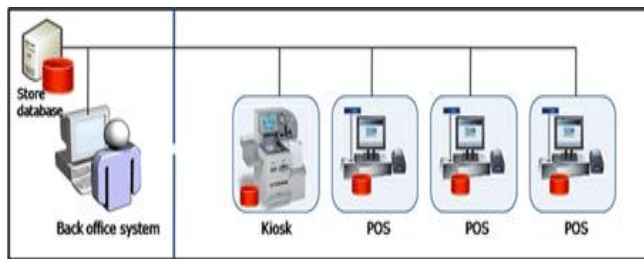 Store
database
Back office system
Kiosk
POS
POS
POS